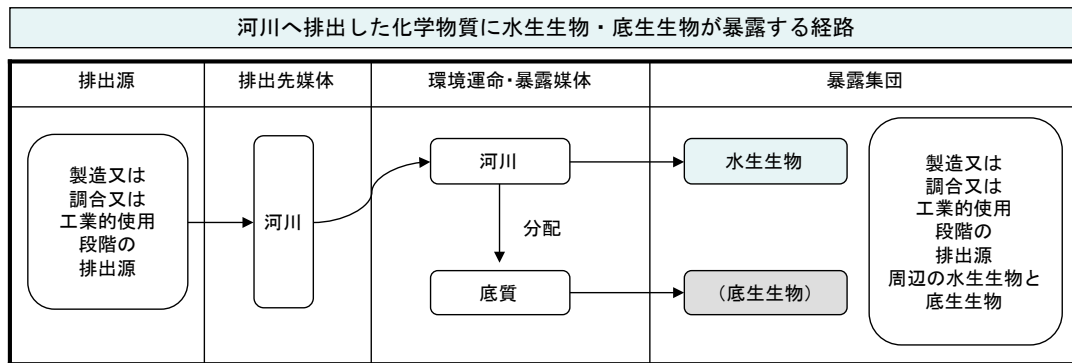 河川へ排出した化学物質に水生生物・底生生物が暴露する経路
排出源
排出先媒体
環境運命・暴露媒体
暴露集団
製造又は
調合又は
工業的使用
段階の
排出源
河川
河川
分配
底質
水生生物
(底生生物)
製造又は
調合又は
工業的使用
段階の
排出源
周辺の水生生物と
底生生物